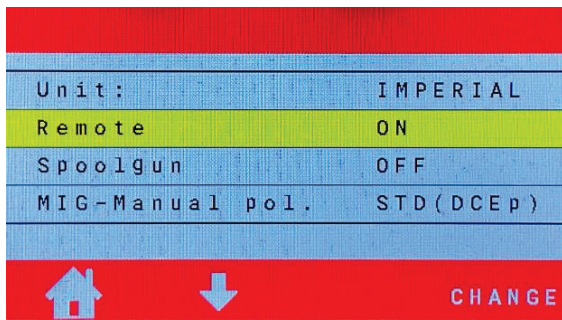 Unit: IMPERIAL
Remote ON
Spoolgun OFF
MIG-Manual pol. STD(DCEp)
CHANGE